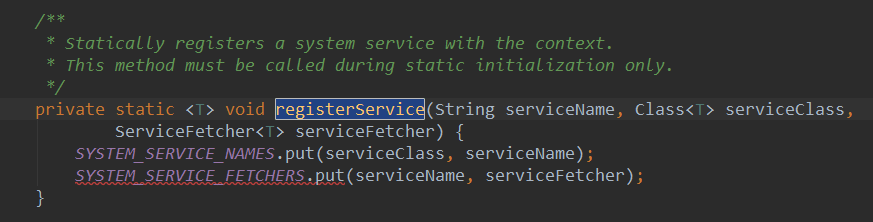 /**
* Statically registers a system service with the context.
* This method must be called during static initialization only.
*/
private static <T> void registerService(String serviceName, Class<T> serviceClass,
ServiceFetcher<T> serviceFetcher) {
SYSTEM_SERVICE_NAMES.put(serviceClass, serviceName);
SYSTEM_SERVICE_FETCHERS.put(serviceName, serviceFetcher);
}